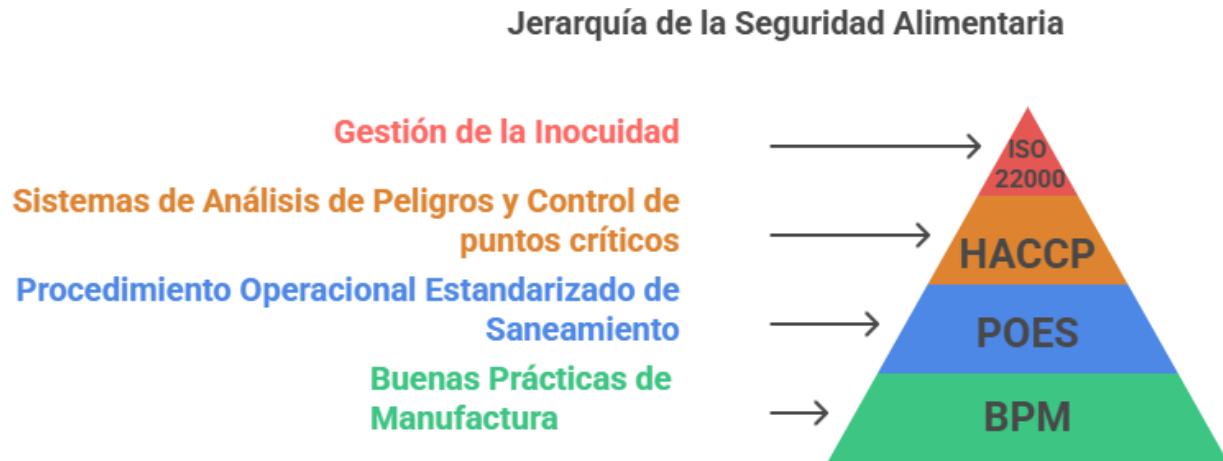 Jerarquía de la Seguridad Alimentaria
Gestión de la Inocuidad
ISO
22000
Sistemas de Análisis de Peligros y Control de
puntos críticos
HACCP
Procedimiento Operacional Estandarizado de
Saneamiento
POES
Buenas Prácticas de
Manufactura
BPM